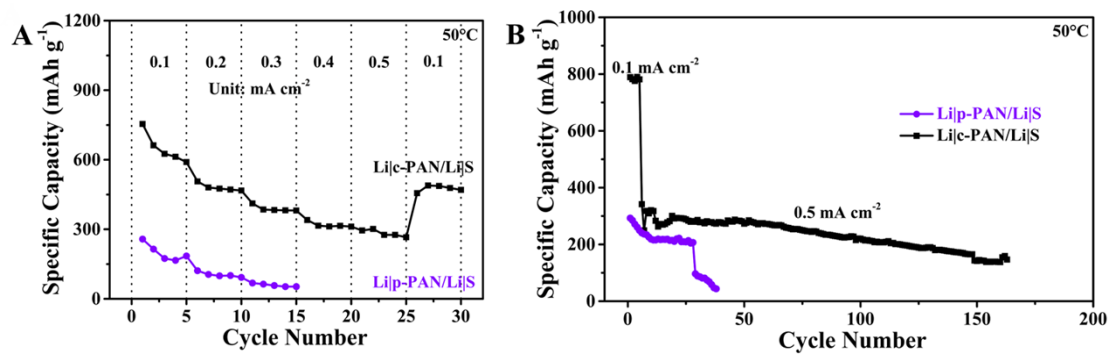 A
50°C
1200
900
600
300
0
0.1
0.2
0.3
0.4
0.5
0.1
Unit: mA cm-2
Li|c-PAN/Li|S
Li|p-PAN/Li|S
0 5 10 15 20 25 30
Cycle Number
Specific Capacity (mAh g-1)
B
50°C
1000
800
600
400
200
0
0.1 mA cm-2
Li|p-PAN/Li|S
Li|c-PAN/Li|S
0.5 mA cm-2
0 50 100 150 200
Cycle Number
Specific Capacity (mAh g-1)